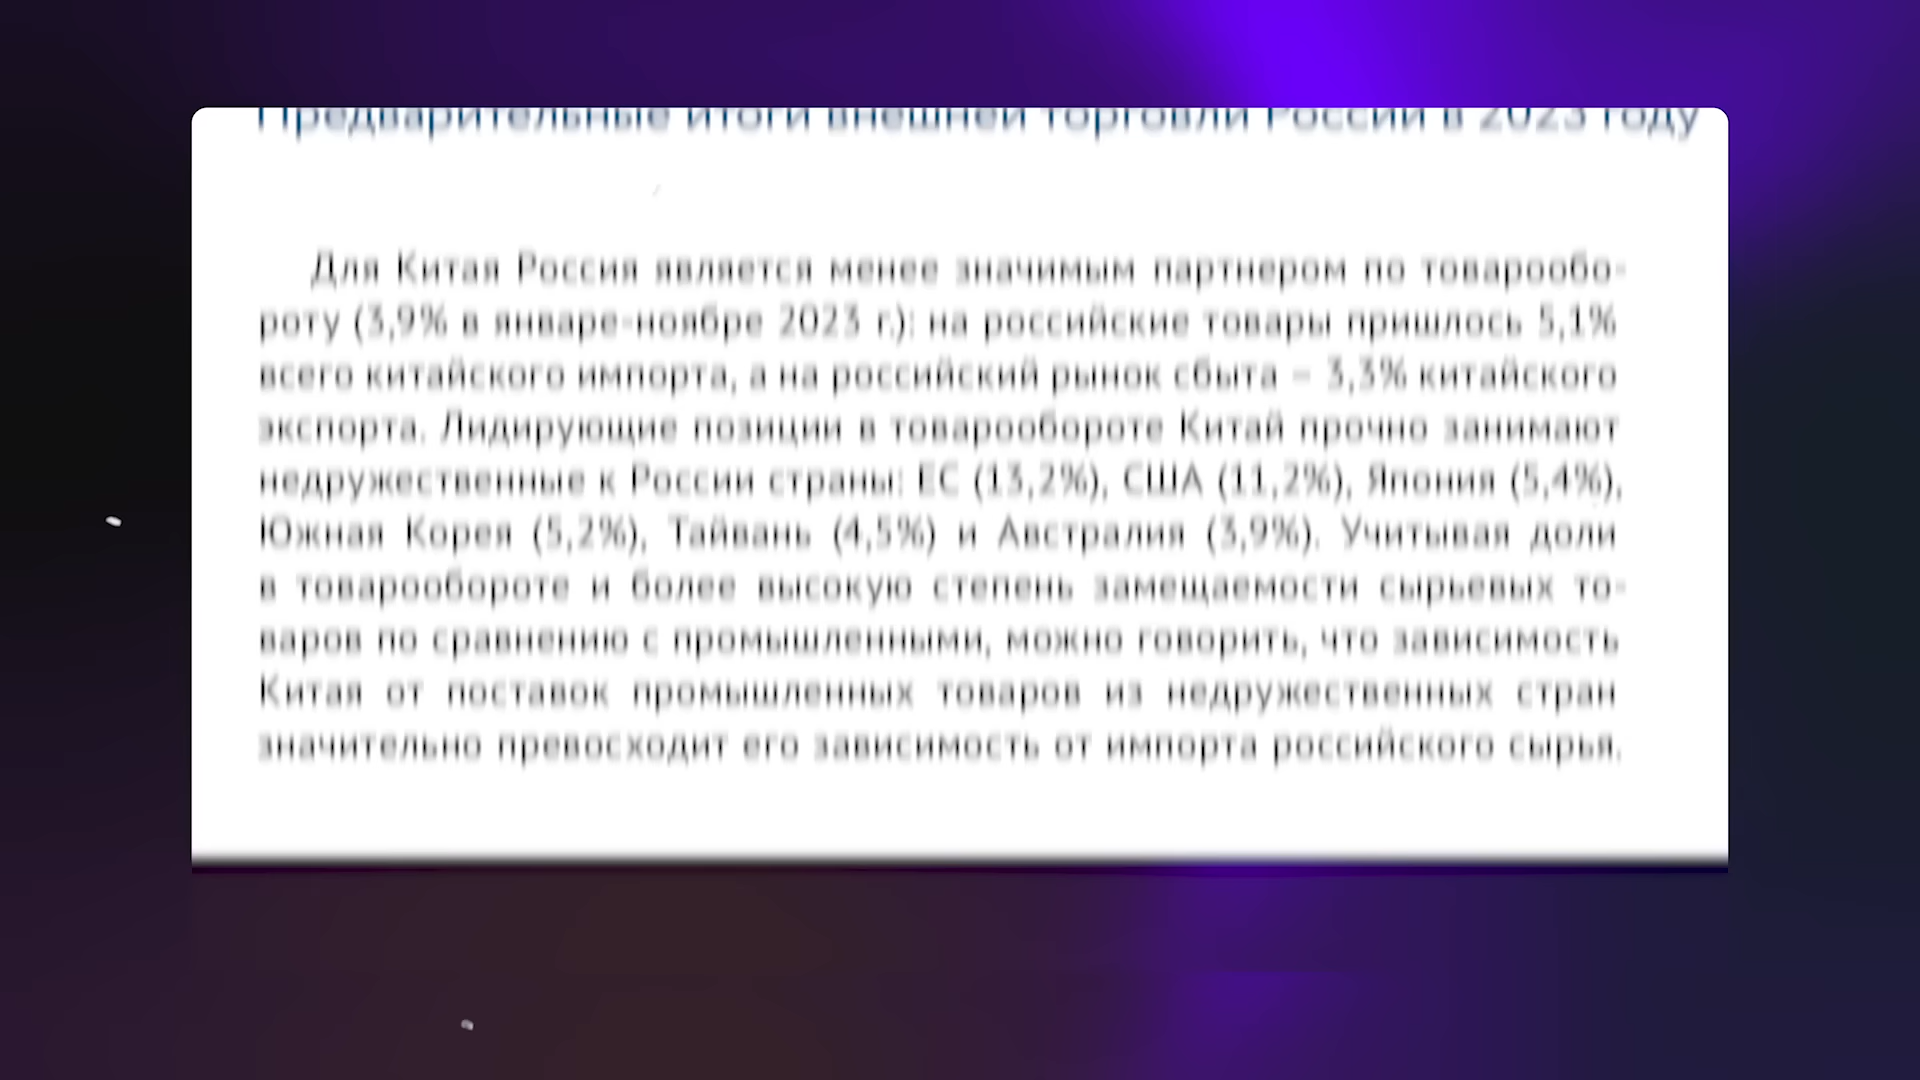 Предварительные итоги внешней торговли России в 2023 году
Для Китая Россия является менее значимым партнером по товарообо-
роту (3,9% в январе-ноябре 2023 г.): на российские товары пришлось 5,1%
всего китайского импорта, а на российский рынок сбыта – 3,3% китайского
экспорта. Лидирующие позиции в товарообороте Китай прочно занимают
недружественные к России страны: ЕС (13,2%), США (11,2%), Япония (5,4%),
Южная Корея (5,2%), Тайвань (4,5%) и Австралия (3,9%). Учитывая доли
в товарообороте и более высокую степень замещаемости сырьевых то-
варов по сравнению с промышленными, можно говорить, что зависимость
Китая от поставок промышленных товаров из недружественных стран
значительно превосходит его зависимость от импорта российского сырья.